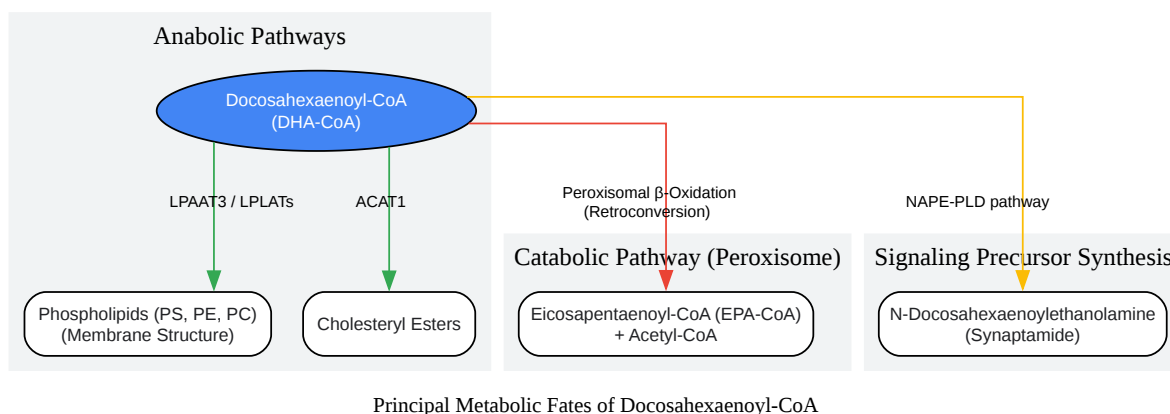 Anabolic Pathways
Docosahexaenoyl-CoA
(DHA-CoA)
LPAAT3 / LPLATs
ACAT1
Peroxisomal β-Oxidation
(Retroconversion)
NAPE-PLD pathway
Catabolic Pathway (Peroxisome)
Signaling Precursor Synthesis
Phospholipids (PS, PE, PC)
(Membrane Structure)
Cholesteryl Esters
Eicosapentaenoyl-CoA (EPA-CoA)
+ Acetyl-CoA
N-Docosahexaenoylethanolamine
(Synaptamide)
Principal Metabolic Fates of Docosahexaenoyl-CoA